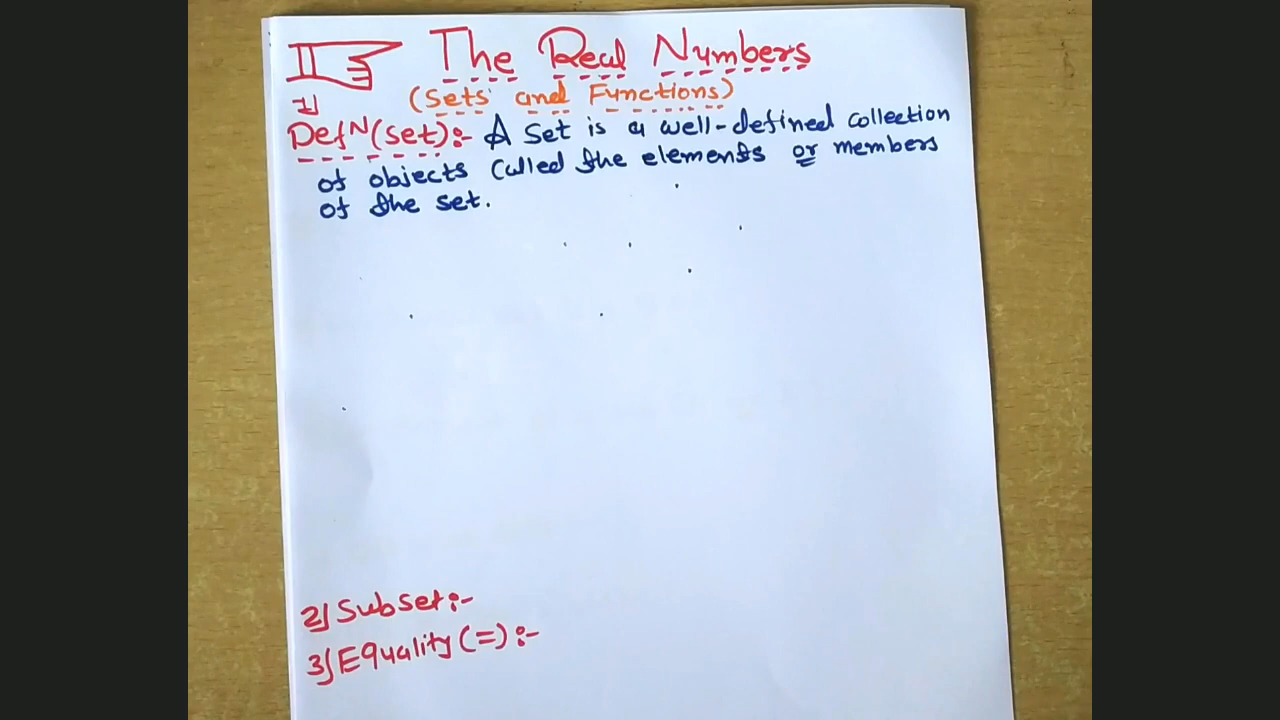 The Real Numbers
(Sets and Functions)
1)
Defᴺ(set):- A set is a well-defined collection
of objects called the elements or members
of the set.
2) Subset:-
3) Equality(=):-